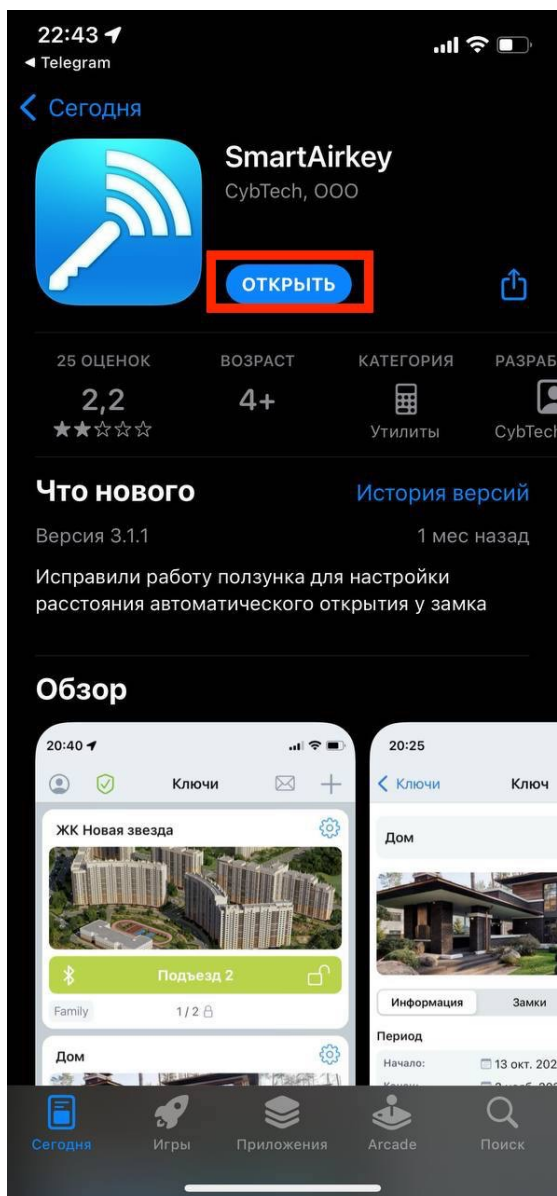 22:43
◀ Telegram
Сегодня
SmartAirkey
CybTech, ООО
ОТКРЫТЬ
25 ОЦЕНОК
ВОЗРАСТ
КАТЕГОРИЯ
РАЗРАБ
2,2
4+
★★☆☆☆
Утилиты
CybTech
Что нового
История версий
Версия 3.1.1
1 мес назад
Исправили работу ползунка для настройки
расстояния автоматического открытия у замка
Обзор
20:40
Ключи
ЖК Новая звезда
Подъезд 2
Family
1 / 2
Дом
20:25
Ключи
Ключ
Дом
Информация
Замки
Период
Начало:
13 окт. 202
Сегодня
Игры
Приложения
Arcade
Поиск